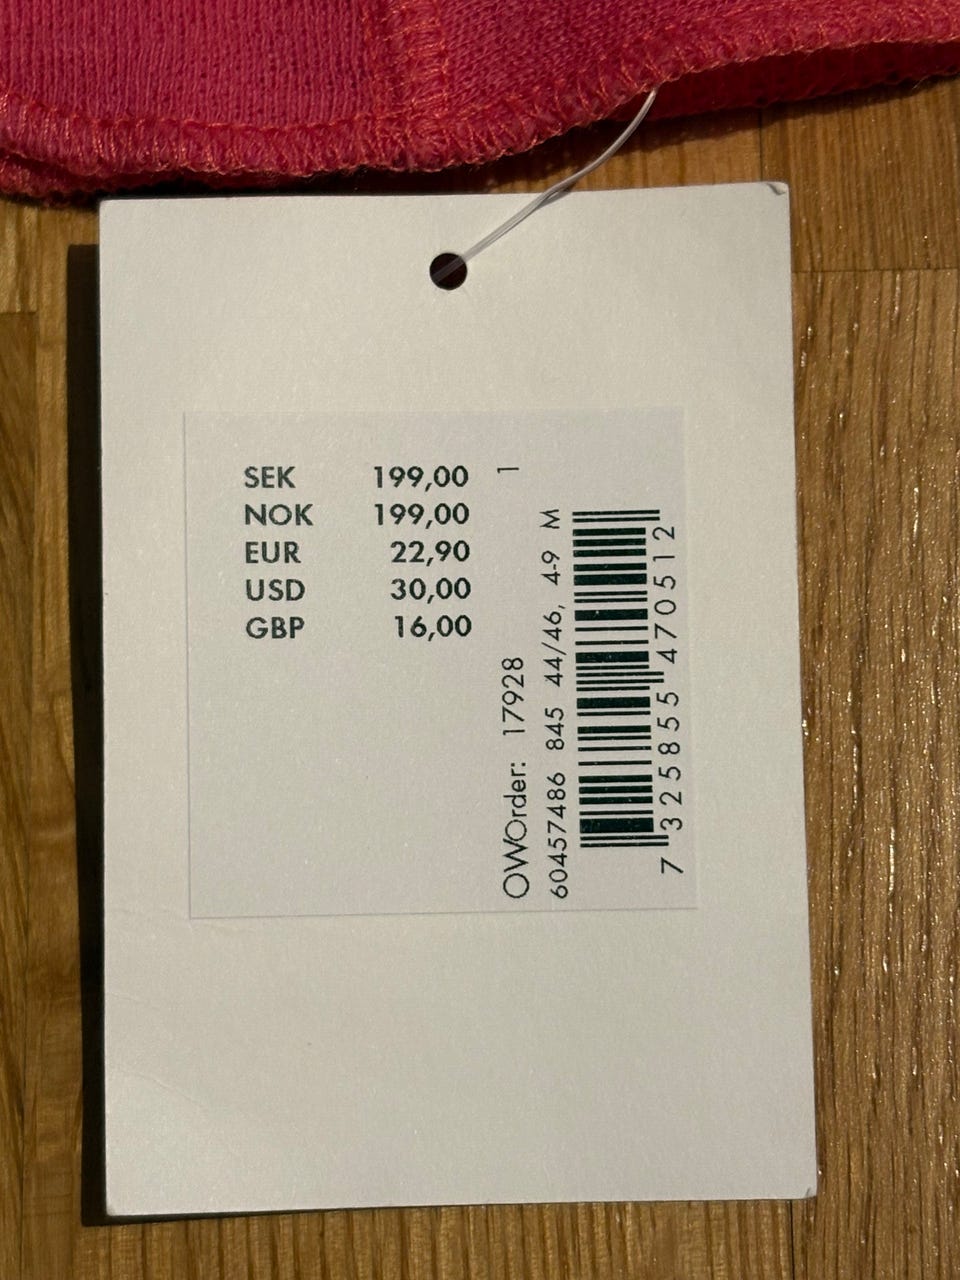 SEK 199,00
NOK 199,00
EUR 22,90
USD 30,00
GBP 16,00
1
OWOrder: 17928
60457486 845 44/46, 4-9 M
7 325855 470512